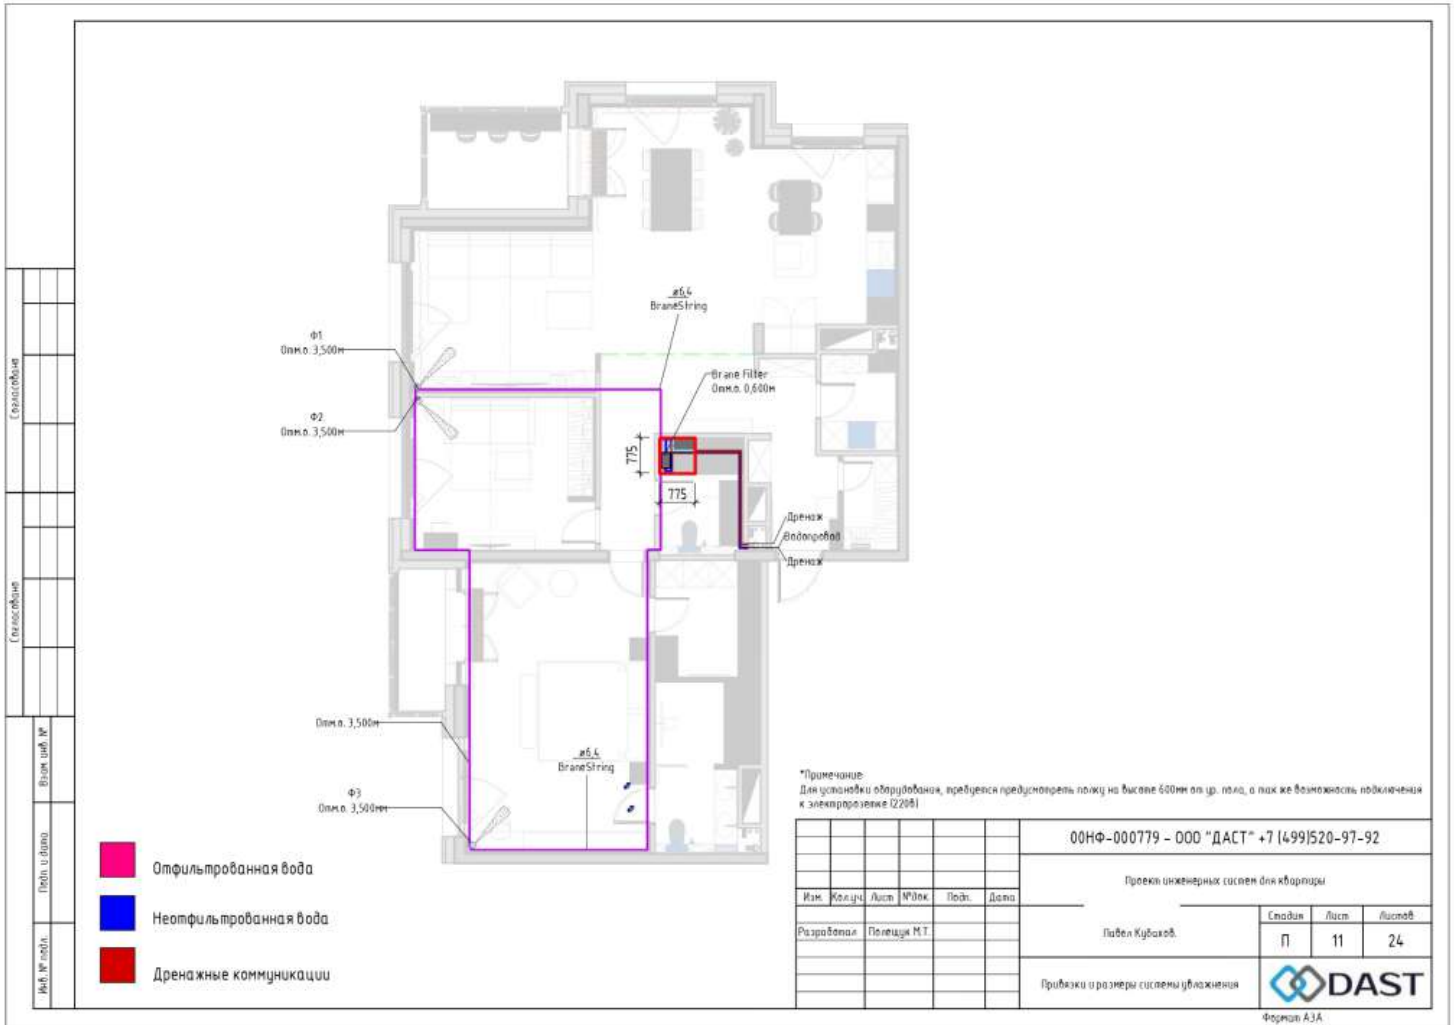 ø6,4
BraneString
Ф1
Отм.о. 3,500м
Brane Filter
Отм.о. 0,600м
Ф2
Отм.о. 3,500м
775
775
Дренаж
Водопровод
Дренаж
Отм.о. 3,500м
ø6,4
BraneString
Ф3
Отм.о. 3,500мм
Согласовано
Согласовано
Взам. инв. №
Подп. и дата
Инв. № подл.
Отфильтрованная вода
Неотфильтрованная вода
Дренажные коммуникации
*Примечание
Для установки оборудования, требуется предусмотреть полку на высоте 600мм от ур. пола, а так же возможность подключения
к электророзетке (220В)
00НФ-000779 - ООО "ДАСТ" +7 (499)520-97-92
Проект инженерных систем для квартиры
Изм. Кол.уч. Лист №док. Подп. Дата
Разработал Полещук М.Т.
Павел Кубаков.
Стадия Лист Листов
П 11 24
Привязки и размеры системы увлажнения
DAST
Формат А3А